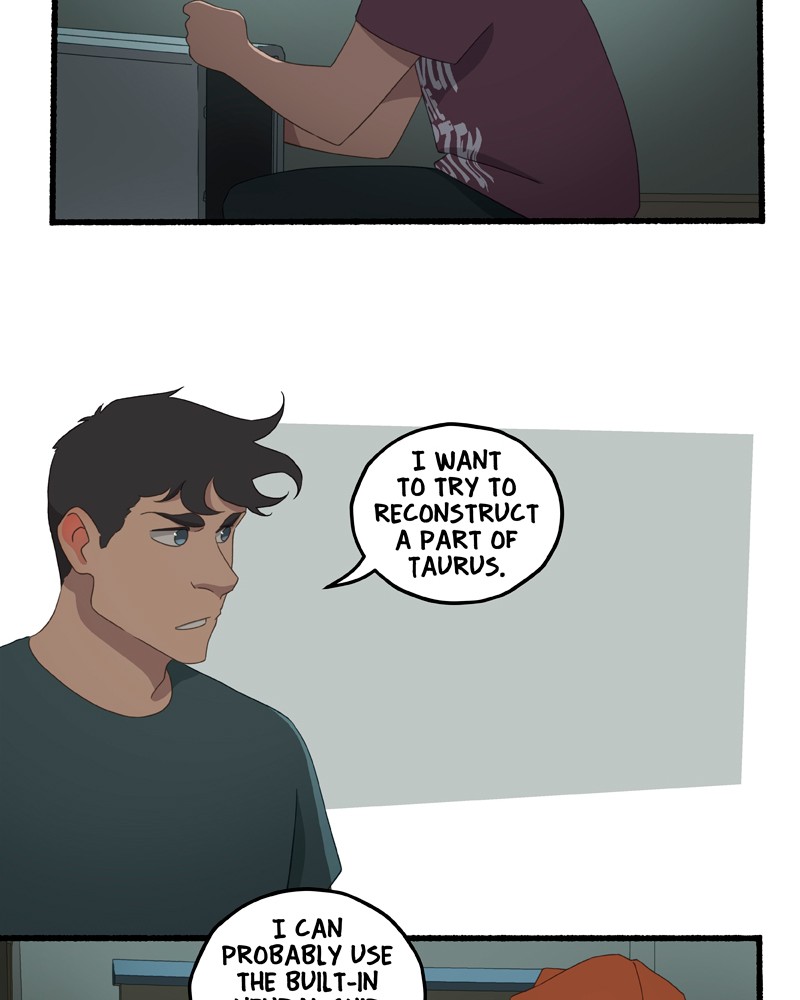 I WANT
TO TRY TO
RECONSTRUCT
A PART OF
TAURUS.
I CAN
PROBABLY USE
THE BUILT-IN